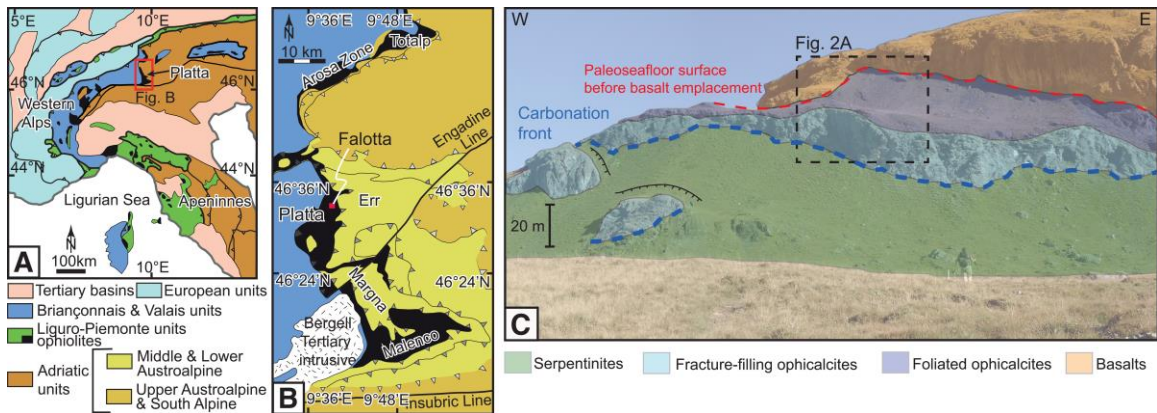 5°E
10°E
46°N
Platta
46°N
Fig. B
Western
Alps
44°N
44°N
Ligurian Sea
Apeninnes
N
100km
10°E
A
Tertiary basins
European units
Briançonnais & Valais units
Liguro-Piemonte units
ophiolites
Adriatic
units
Middle & Lower
Austroalpine
Upper Austroalpine
& South Alpine
9°36'E
9°48'E
N
10 km
Totalp
Arosa Zone
Engadine
Line
Falotta
46°36'N
46°36'N
Err
Platta
46°24'N
46°24'N
Margna
Bergell
Tertiary
intrusive
Malenco
B
9°36'E
9°48'E
Insubric Line
W
E
Fig. 2A
Paleoseafloor surface
before basalt emplacement
Carbonation
front
20 m
C
Serpentinites
Fracture-filling ophicalcites
Foliated ophicalcites
Basalts